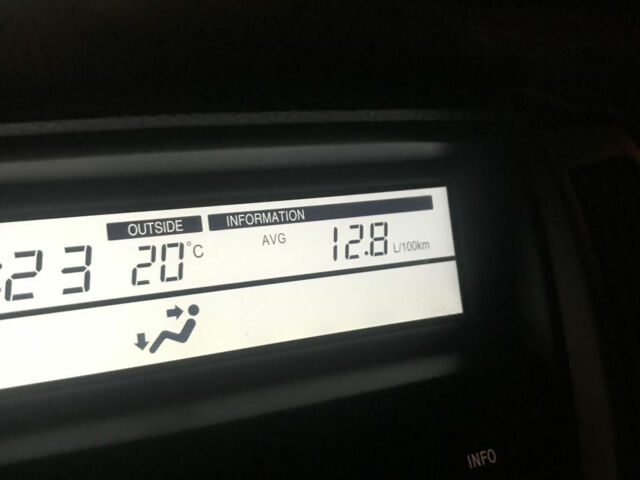 OUTSIDE INFORMATION
:23 20°C AVG 12.8 L/100km
INFO